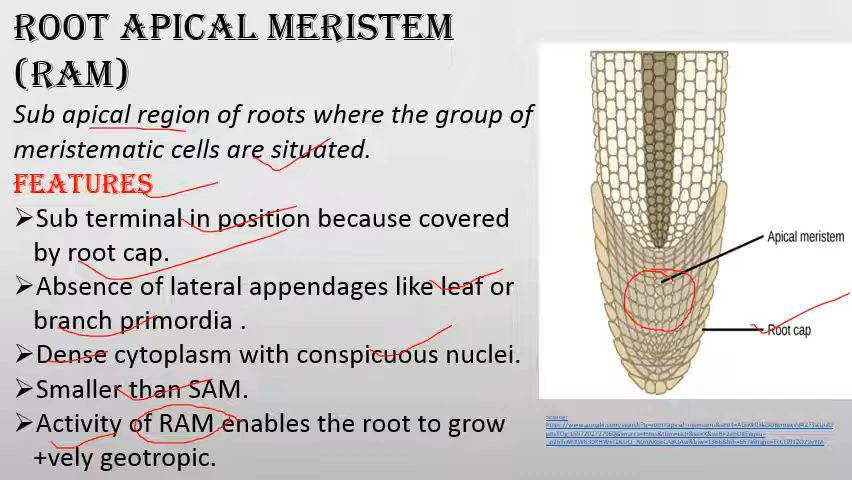 ROOT APICAL MERISTEM
(RAM)
Sub apical region of roots where the group of
meristematic cells are situated.
FEATURES
➢Sub terminal in position because covered
by root cap.
➢Absence of lateral appendages like leaf or
branch primordia .
➢Dense cytoplasm with conspicuous nuclei.
➢Smaller than SAM.
➢Activity of RAM enables the root to grow
+vely geotropic.
Apical meristem
Root cap
Source: